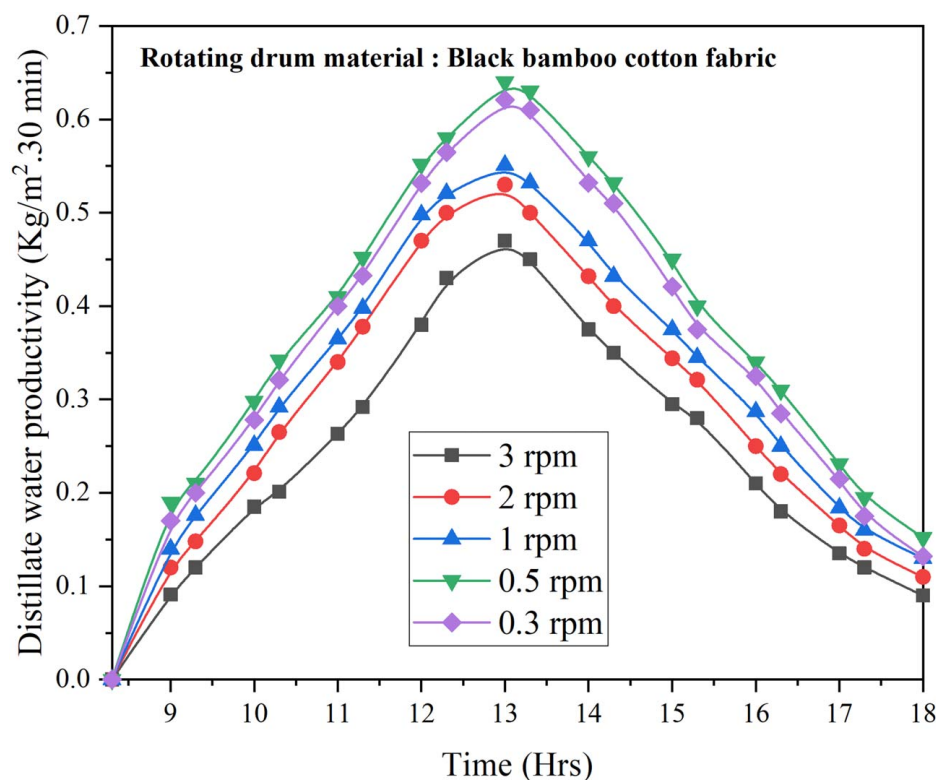 Rotating drum material : Black bamboo cotton fabric
Distillate water productivity (Kg/m².30 min)
0.7
0.6
0.5
0.4
0.3
0.2
0.1
0.0
3 rpm
2 rpm
1 rpm
0.5 rpm
0.3 rpm
9 10 11 12 13 14 15 16 17 18
Time (Hrs)